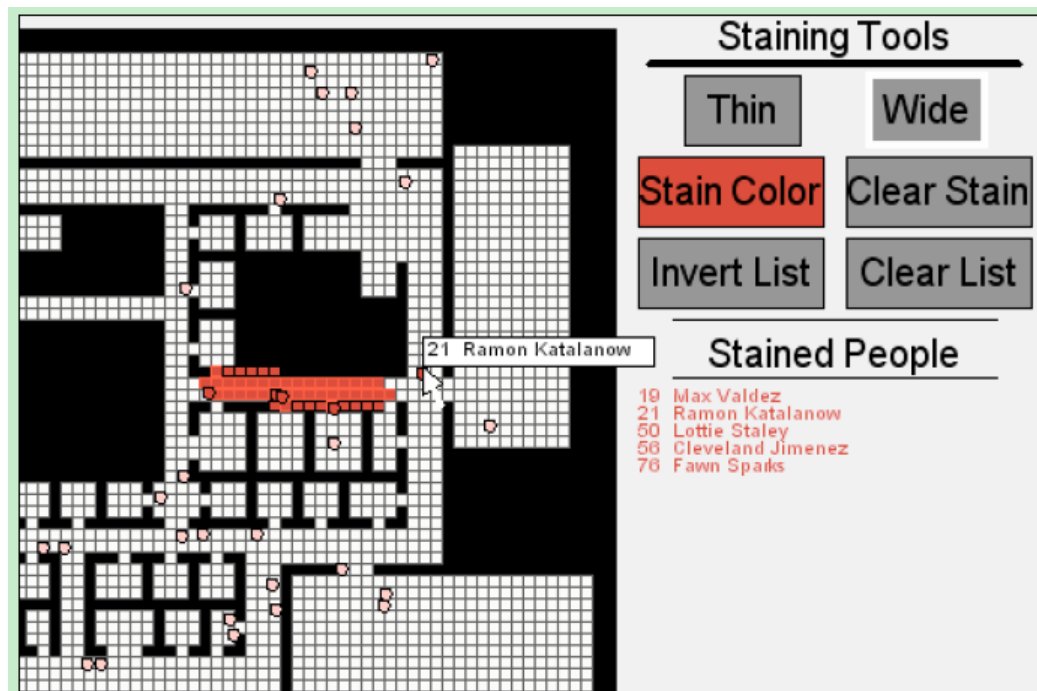 Staining Tools
Thin
Wide
Stain Color
Clear Stain
Invert List
Clear List
21 Ramon Katalanow
Stained People
19 Max Valdez
21 Ramon Katalanow
50 Lottie Staley
56 Cleveland Jimenez
76 Fawn Sparks